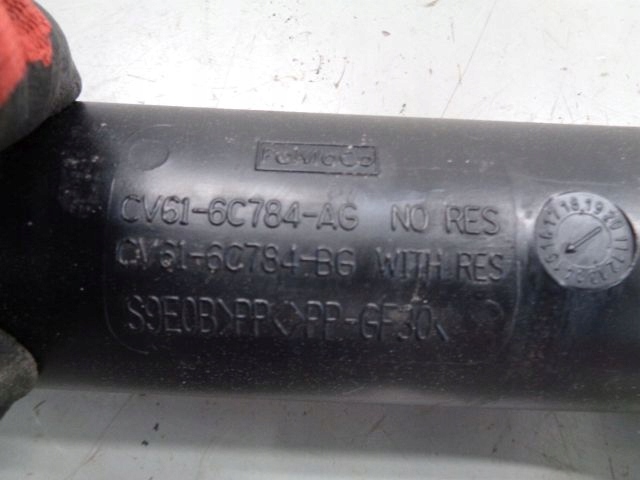 FoMoCo
CV61-6C784-AG NO RES
CV61-6C784-BG WITH RES
S9E0B>PP<>PP-GF30<